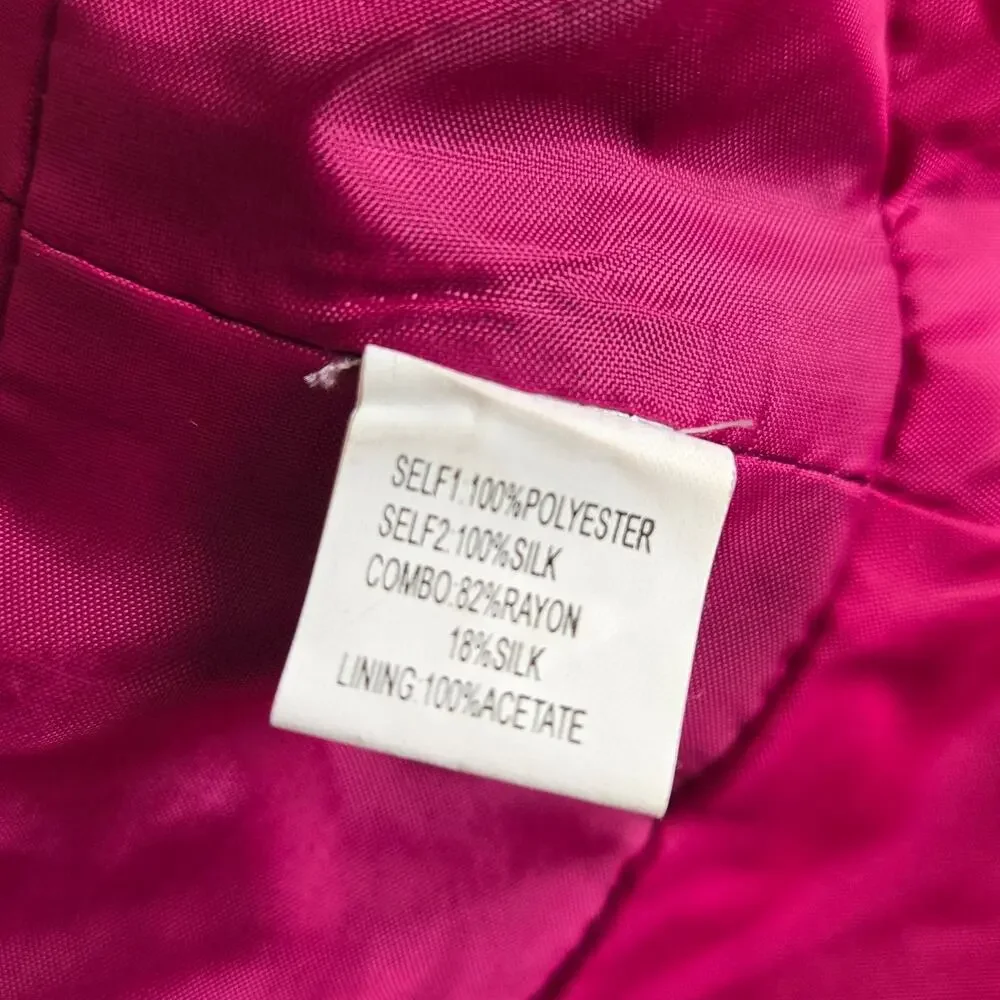 SELF1:100%POLYESTER
SELF2:100%SILK
COMBO:82%RAYON
18%SILK
LINING:100%ACETATE